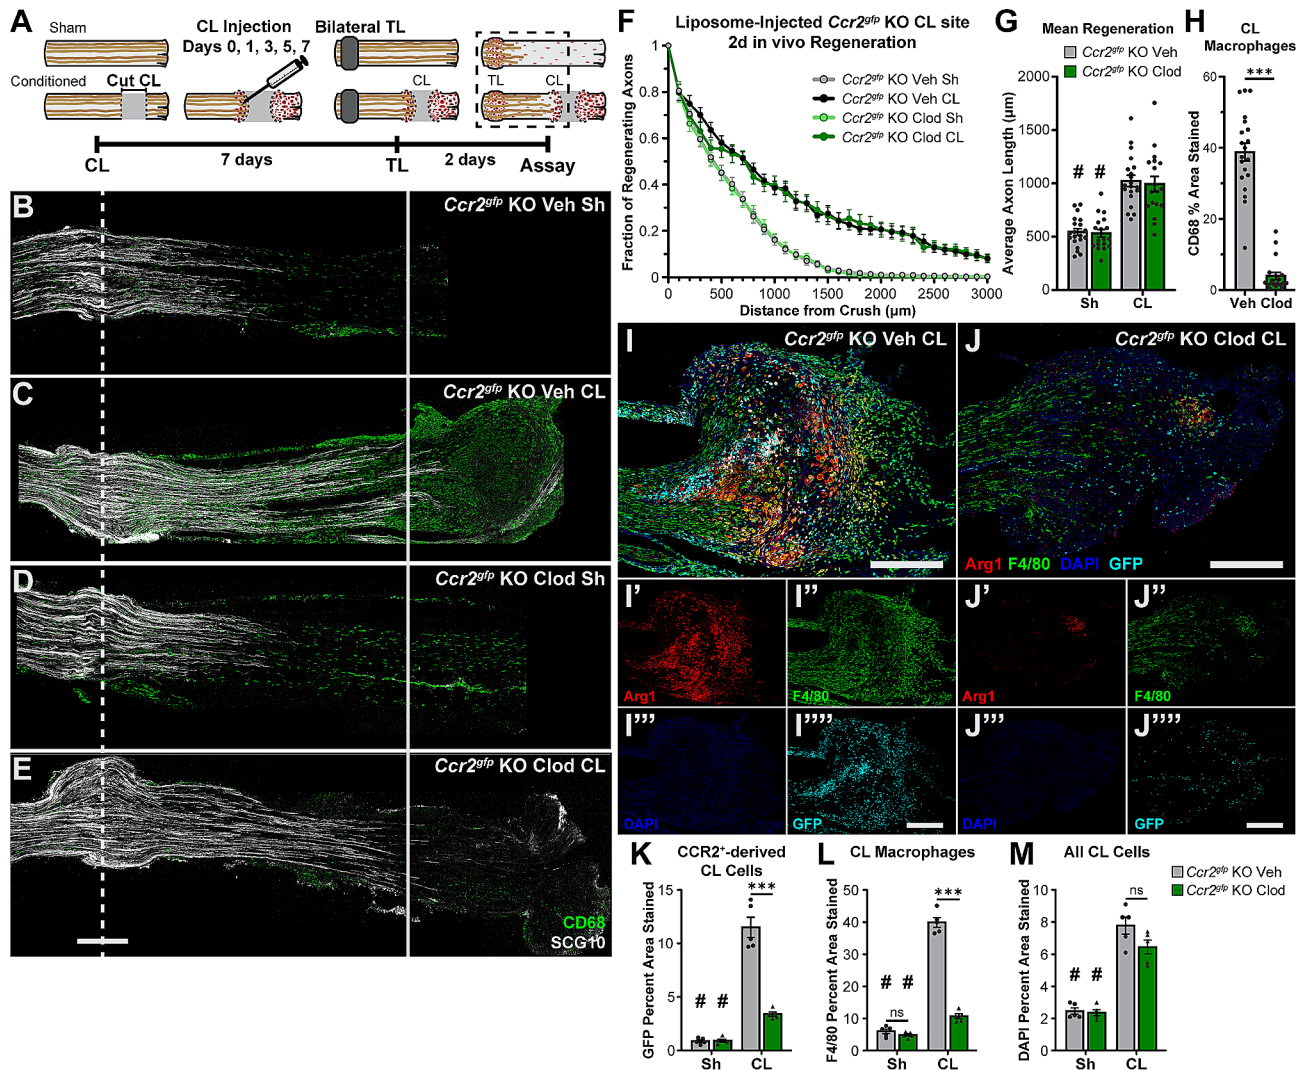 A
Sham
Conditioned
Cut CL
CL Injection
Days 0, 1, 3, 5, 7
Bilateral TL
CL
TL
CL
CL
7 days
TL
2 days
Assay
B
Ccr2gfp KO Veh Sh
C
Ccr2gfp KO Veh CL
D
Ccr2gfp KO Clod Sh
E
Ccr2gfp KO Clod CL
CD68
SCG10
F
Liposome-Injected Ccr2gfp KO CL site
2d in vivo Regeneration
Fraction of Regenerating Axons
1
0.8
0.6
0.4
0.2
0
0
500
1000
1500
2000
2500
3000
Distance from Crush (µm)
Ccr2gfp KO Veh Sh
Ccr2gfp KO Veh CL
Ccr2gfp KO Clod Sh
Ccr2gfp KO Clod CL
G
Mean Regeneration
Ccr2gfp KO Veh
Ccr2gfp KO Clod
Average Axon Length (µm)
2000
1500
1000
500
0
# #
Sh
CL
H
CL
Macrophages
CD68 % Area Stained
60
40
20
0
***
Veh Clod
I
Ccr2gfp KO Veh CL
J
Ccr2gfp KO Clod CL
Arg1 F4/80 DAPI GFP
I’
Arg1
I’’
F4/80
J’
Arg1
J’’
F4/80
I’’’
DAPI
I’’’’
GFP
J’’’
DAPI
J’’’’
GFP
K
CCR2+-derived
CL Cells
GFP Percent Area Stained
15
10
5
0
# #
***
Sh
CL
L
CL Macrophages
F4/80 Percent Area Stained
50
40
30
20
10
0
# #
ns
***
Sh
CL
M
All CL Cells
DAPI Percent Area Stained
10
8
6
4
2
0
# #
ns
Sh
CL
Ccr2gfp KO Veh
Ccr2gfp KO Clod